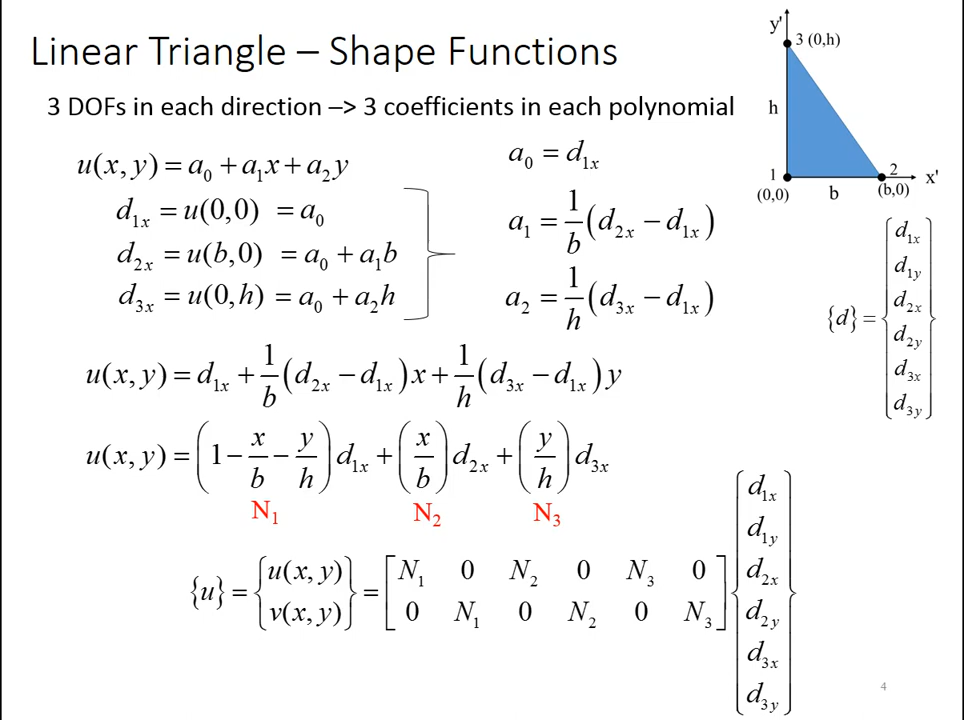 Linear Triangle – Shape Functions
3 DOFs in each direction –> 3 coefficients in each polynomial
u(x, y) = a₀ + a₁x + a₂y
d₁ₓ = u(0,0) = a₀
d₂ₓ = u(b,0) = a₀ + a₁b
d₃ₓ = u(0,h) = a₀ + a₂h
a₀ = d₁ₓ
a₁ = 1/b (d₂ₓ − d₁ₓ)
a₂ = 1/h (d₃ₓ − d₁ₓ)
y'
3 (0,h)
h
1
(0,0)
b
2
(b,0)
x'
{d} = {d₁ₓ d₁y d₂ₓ d₂y d₃ₓ d₃y}
u(x, y) = d₁ₓ + 1/b (d₂ₓ − d₁ₓ) x + 1/h (d₃ₓ − d₁ₓ) y
u(x, y) = (1 − x/b − y/h) d₁ₓ + (x/b) d₂ₓ + (y/h) d₃ₓ
N₁ N₂ N₃
{u} = {u(x, y) v(x, y)} = [N₁ 0 N₂ 0 N₃ 0
0 N₁ 0 N₂ 0 N₃] {d₁ₓ d₁y d₂ₓ d₂y d₃ₓ d₃y}
4